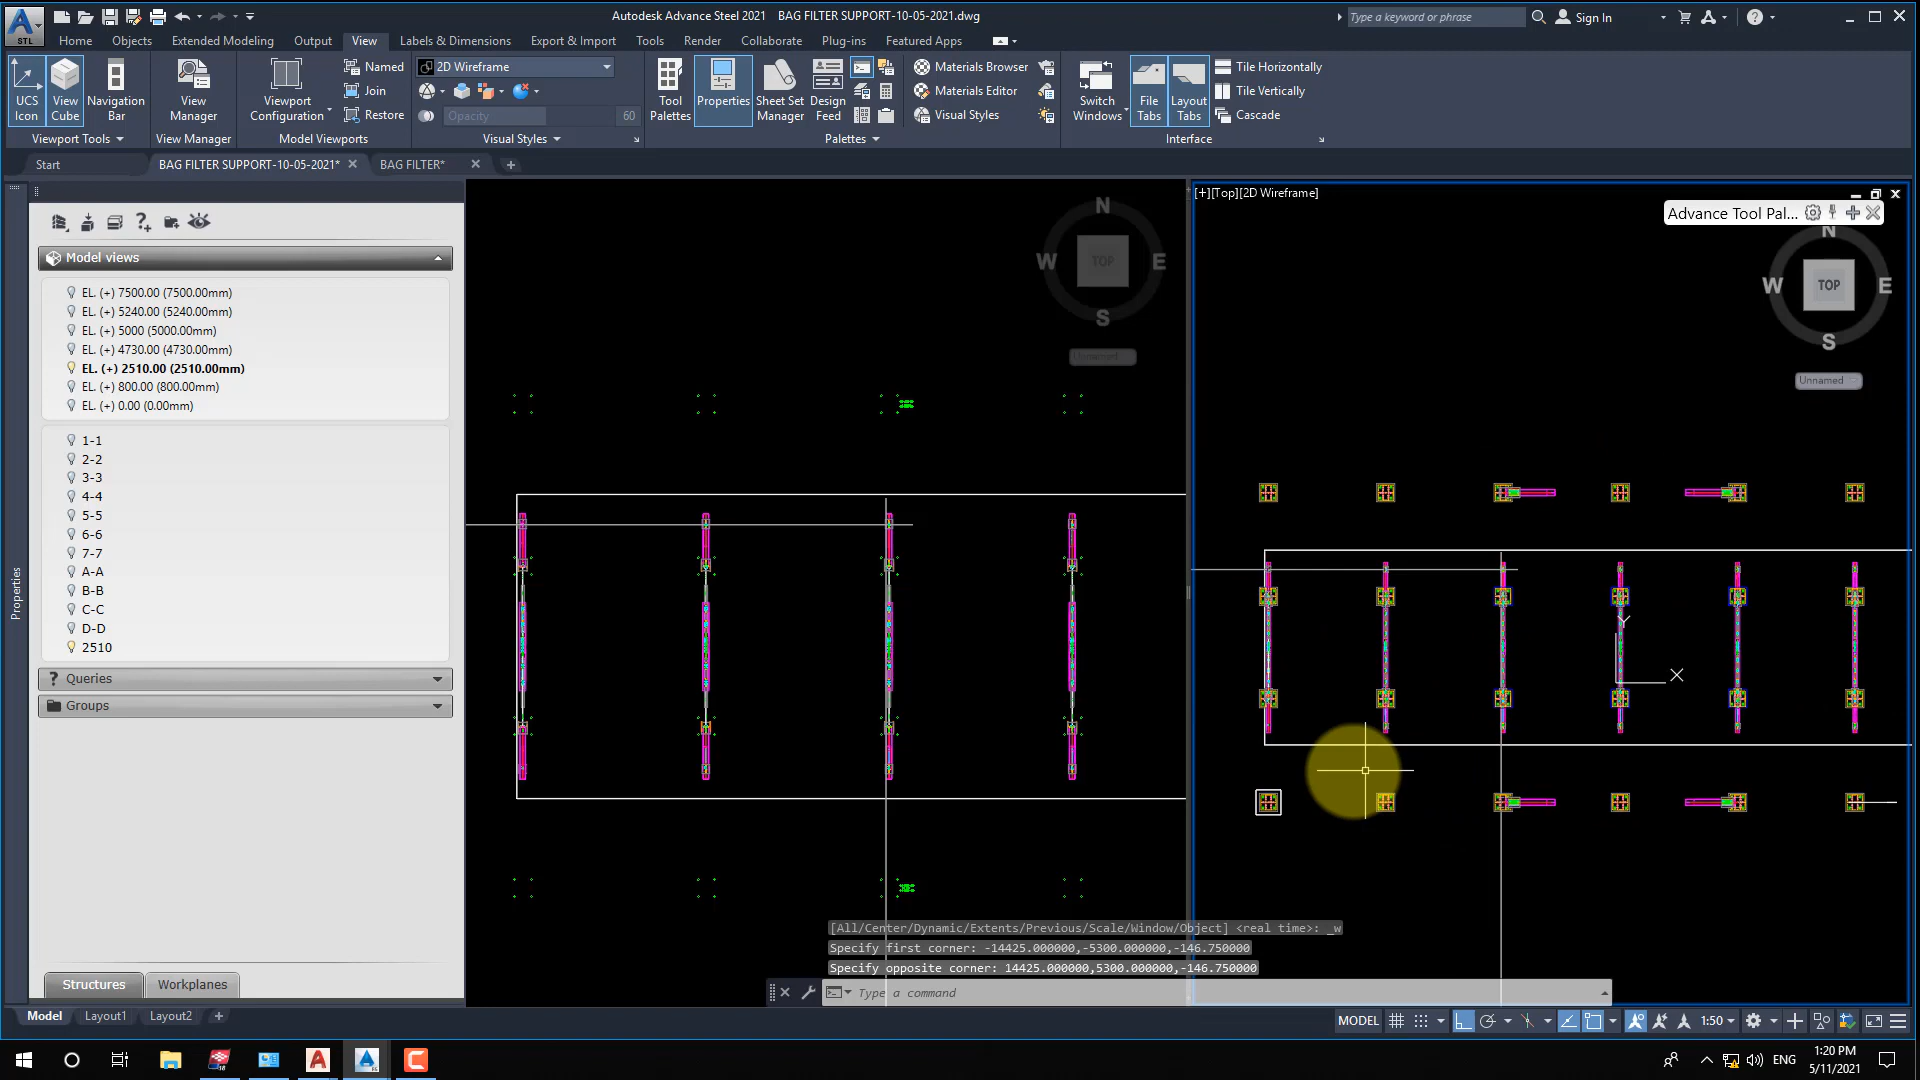 Autodesk Advance Steel 2021 BAG FILTER SUPPORT-10-05-2021.dwg
Type a keyword or phrase
Sign In
STL
Home Objects Extended Modeling Output View Labels & Dimensions Export & Import Tools Render Collaborate Plug-ins Featured Apps
UCS Icon
View Cube
Navigation Bar
View Manager
Viewport Configuration
Named
Join
Restore
2D Wireframe
Opacity 60
Tool Palettes
Properties
Sheet Set Manager
Design Feed
Materials Browser
Materials Editor
Visual Styles
Switch Windows
File Tabs
Layout Tabs
Tile Horizontally
Tile Vertically
Cascade
Viewport Tools View Manager Model Viewports Visual Styles Palettes Interface
Start BAG FILTER SUPPORT-10-05-2021* BAG FILTER*
Properties
Model views
EL. (+) 7500.00 (7500.00mm)
EL. (+) 5240.00 (5240.00mm)
EL. (+) 5000 (5000.00mm)
EL. (+) 4730.00 (4730.00mm)
EL. (+) 2510.00 (2510.00mm)
EL. (+) 800.00 (800.00mm)
EL. (+) 0.00 (0.00mm)
1-1
2-2
3-3
4-4
5-5
6-6
7-7
A-A
B-B
C-C
D-D
2510
Queries
Groups
Structures Workplanes
N
W TOP E
S
Unnamed
[+][Top][2D Wireframe]
Advance Tool Pal...
N
W TOP E
S
Unnamed
Y
X
[All/Center/Dynamic/Extents/Previous/Scale/Window/Object] <real time>: _w
Specify first corner: -14425.000000,-5300.000000,-146.750000
Specify opposite corner: 14425.000000,5300.000000,-146.750000
Type a command
Model Layout1 Layout2
MODEL
1:50
ENG
1:20 PM
5/11/2021